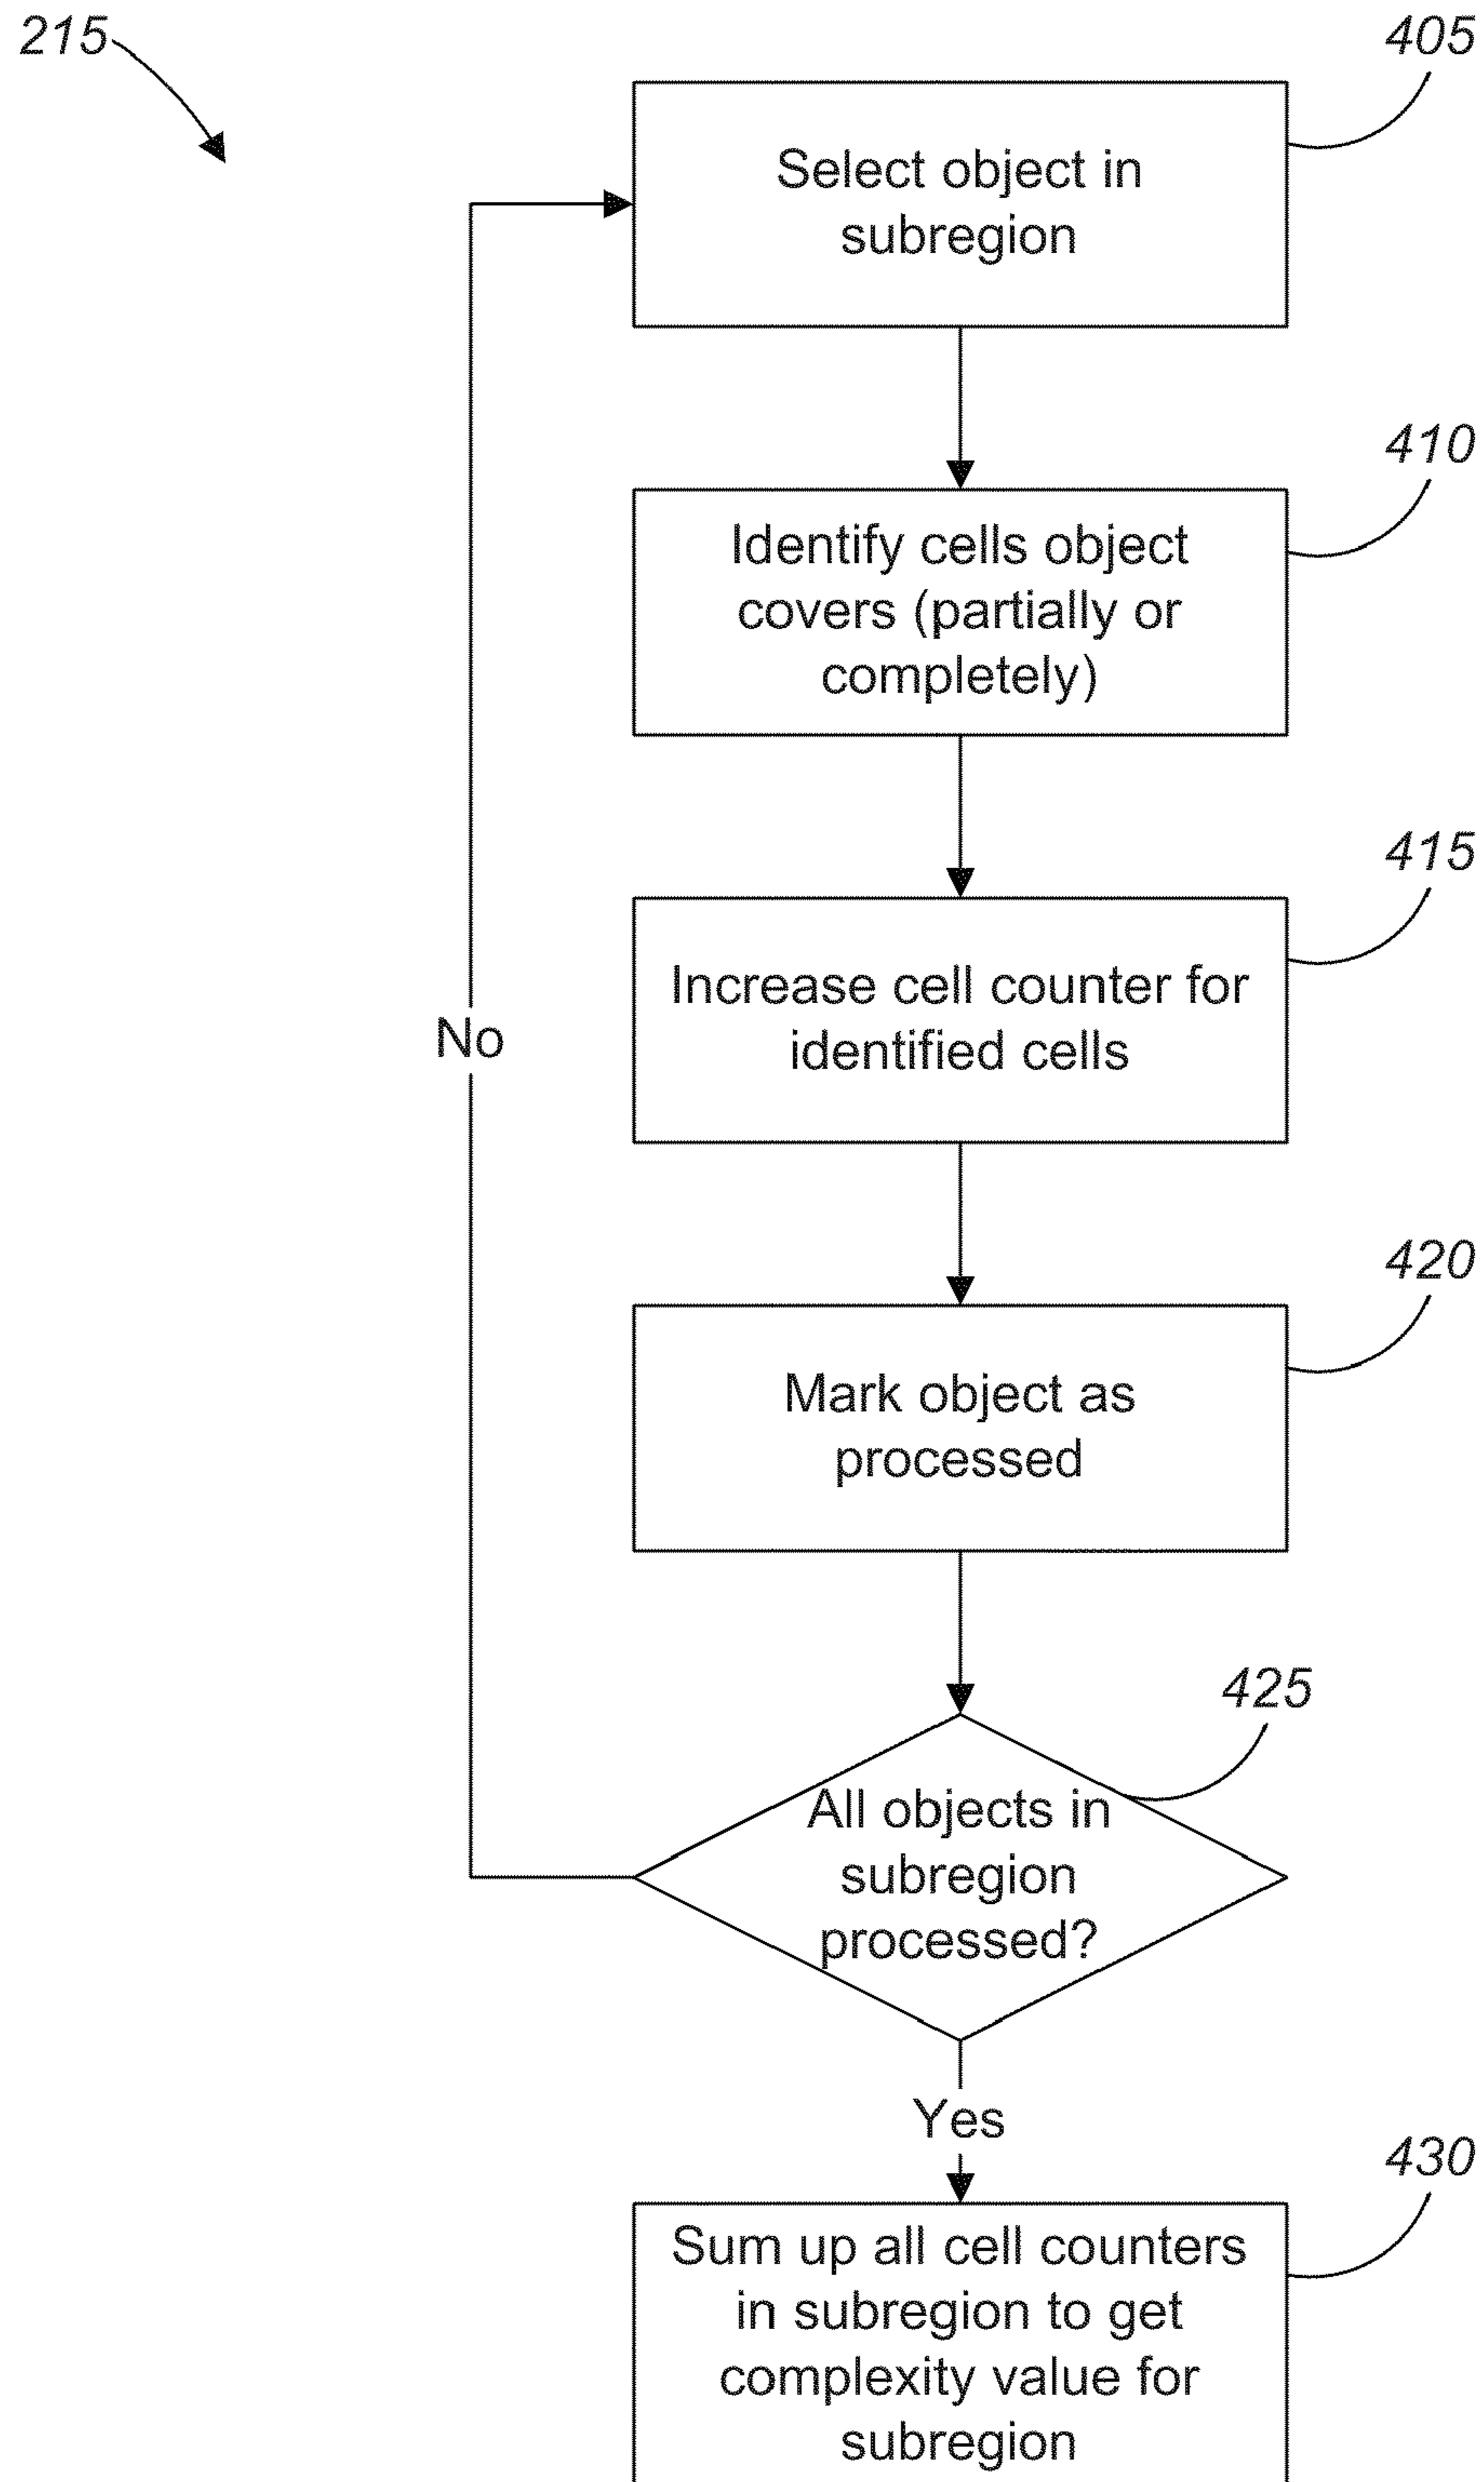 215
405
Select object in
subregion
410
Identify cells object
covers (partially or
completely)
415
Increase cell counter for
identified cells
No
420
Mark object as
processed
425
All objects in
subregion
processed?
Yes
430
Sum up all cell counters
in subregion to get
complexity value for
subregion